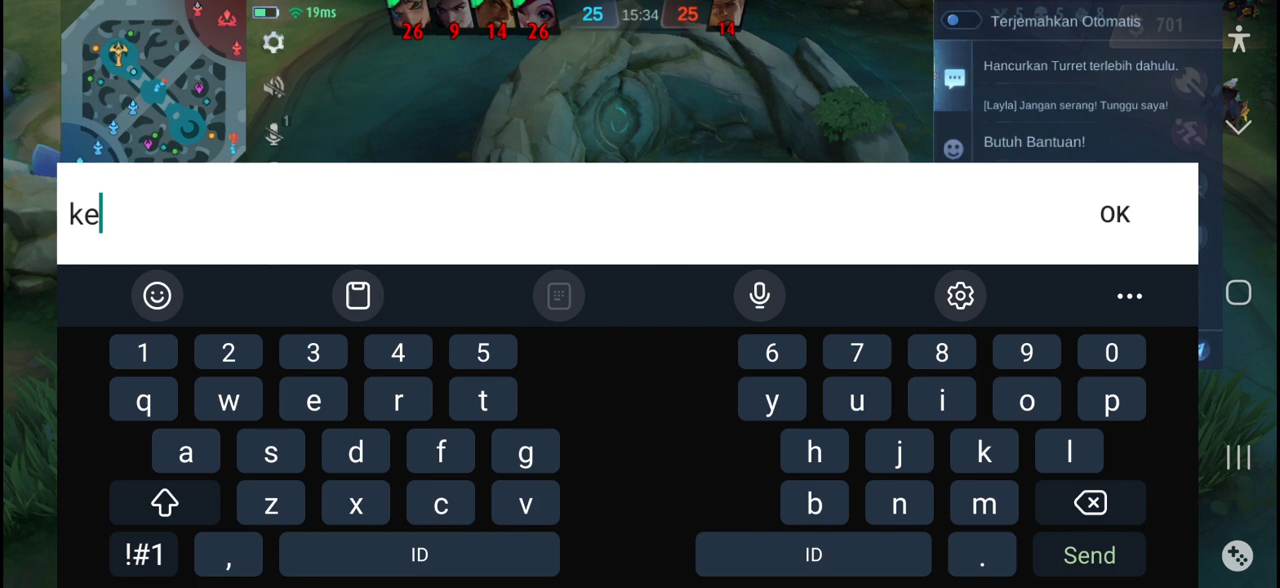 19ms
26 9 14 26 25 15:34 25 14
1
Terjemahkan Otomatis
701
Hancurkan Turret terlebih dahulu.
[Layla] Jangan serang! Tunggu saya!
Butuh Bantuan!
ke
OK
1 2 3 4 5 6 7 8 9 0
q w e r t y u i o p
a s d f g h j k l
z x c v b n m
!#1 , ID ID . Send